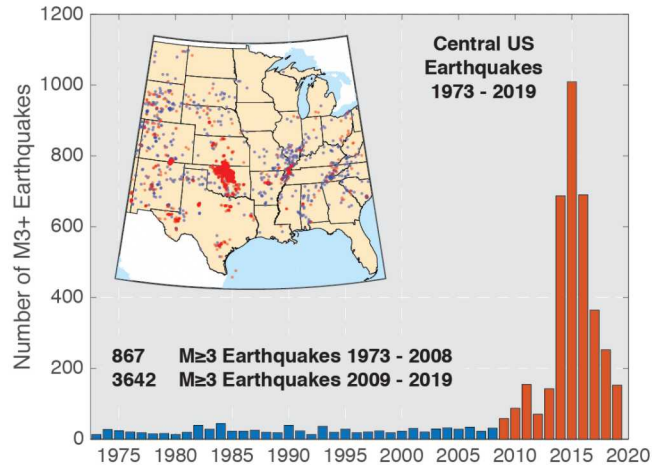 Central US
Earthquakes
1973 - 2019
Number of M3+ Earthquakes
1200
1000
800
600
400
200
0
867 M≥3 Earthquakes 1973 - 2008
3642 M≥3 Earthquakes 2009 - 2019
1975 1980 1985 1990 1995 2000 2005 2010 2015 2020